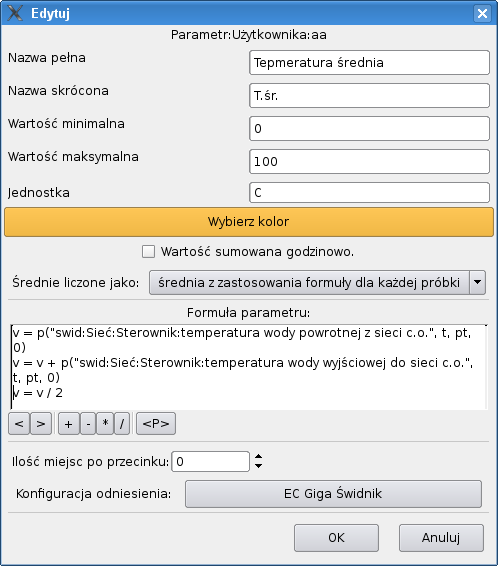 Edytuj
Parametr:Użytkownika:aa
Nazwa pełna
Tepmeratura średnia
Nazwa skrócona
T.śr.
Wartość minimalna
0
Wartość maksymalna
100
Jednostka
C
Wybierz kolor
Wartość sumowana godzinowo.
Średnie liczone jako:
średnia z zastosowania formuły dla każdej próbki
Formuła parametru:
v = p("swid:Sieć:Sterownik:temperatura wody powrotnej z sieci c.o.", t, pt,
0)
v = v + p("swid:Sieć:Sterownik:temperatura wody wyjściowej do sieci c.o.",
t, pt, 0)
v = v / 2
< > + - * / <P>
Ilość miejsc po przecinku: 0
Konfiguracja odniesienia: EC Giga Świdnik
OK Anuluj